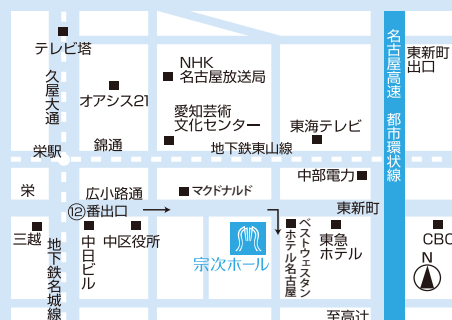 テレビ塔
久屋大通
オアシス21
NHK
名古屋放送局
愛知芸術
文化センター
東海テレビ
名古屋高速 都市環状線
東新町
出口
栄駅
錦通
地下鉄東山線
中部電力
栄
広小路通
マクドナルド
東新町
⑫番出口
三越
地下鉄名城線
中日ビル
中区役所
宗次ホール
ベストウェスタン
ホテル名古屋
東急
ホテル
CBC
N
至高辻